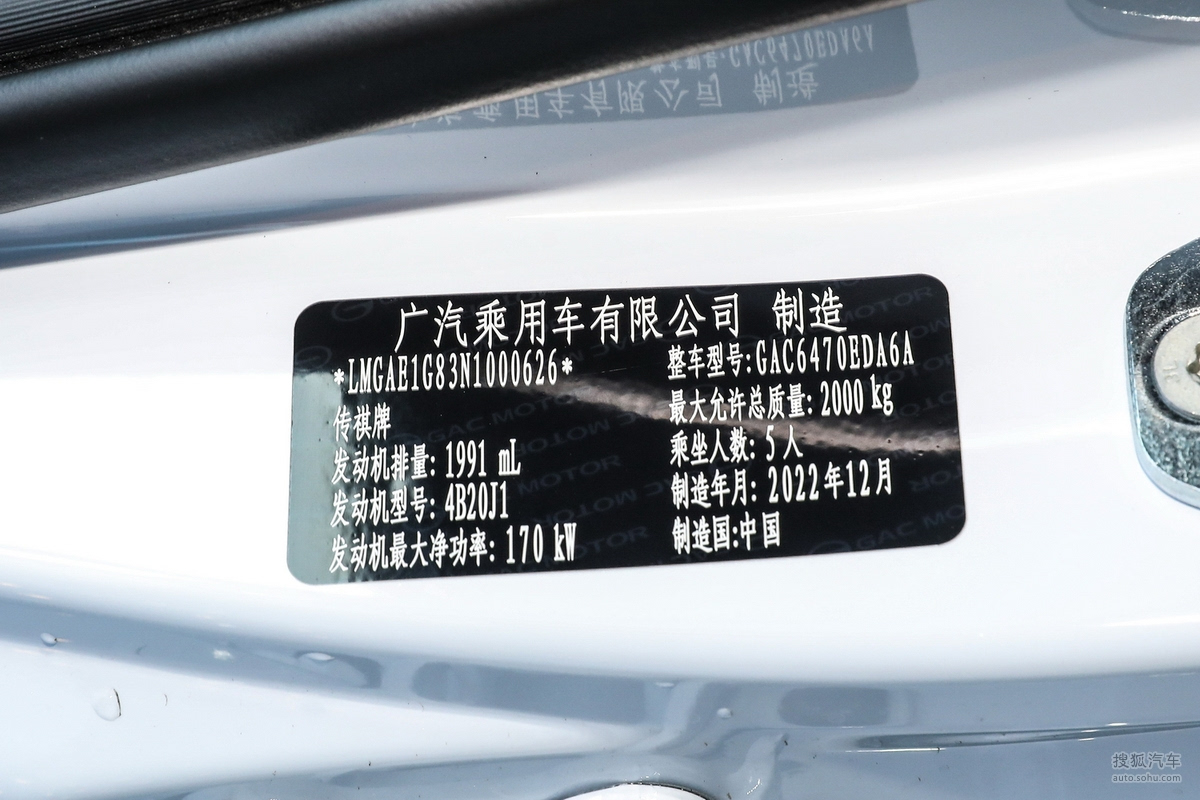 广汽乘用车有限公司 制造
*LMGAE1G83N1000626*
传祺牌
发动机排量: 1991 mL
发动机型号: 4B20J1
发动机最大净功率: 170 kW
整车型号:GAC6470EDA6A
最大允许总质量: 2000 kg
乘坐人数: 5 人
制造年月: 2022年12月
制造国:中国
搜狐汽车
auto.sohu.com